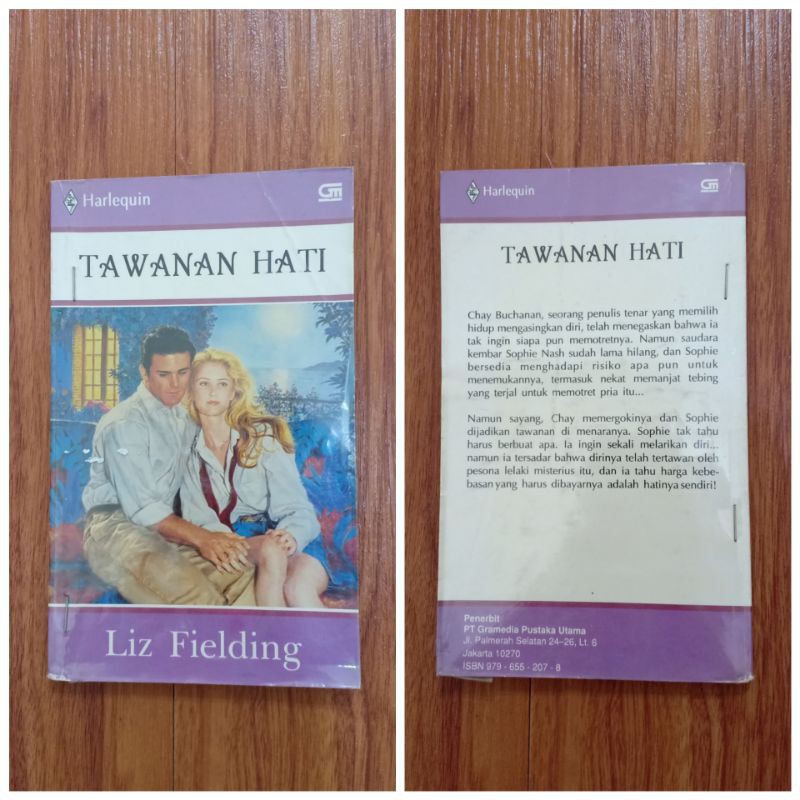 Harlequin
GM
TAWANAN HATI
Liz Fielding
Harlequin
GM
TAWANAN HATI
Chay Buchanan, seorang penulis tenar yang memilih
hidup mengasingkan diri, telah menegaskan bahwa ia
tak ingin siapa pun memotretnya. Namun saudara
kembar Sophie Nash sudah lama hilang, dan Sophie
bersedia menghadapi risiko apa pun untuk
menemukannya, termasuk nekat memanjat tebing
yang terjal untuk memotret pria itu...
Namun sayang, Chay memergokinya dan Sophie
dijadikan tawanan di menaranya. Sophie tak tahu
harus berbuat apa. Ia ingin sekali melarikan diri...
namun ia tersadar bahwa dirinya telah tertawan oleh
pesona lelaki misterius itu, dan ia tahu harga kebe-
basan yang harus dibayarnya adalah hatinya sendiri!
Penerbit
PT Gramedia Pustaka Utama
Jl. Palmerah Selatan 24-26, Lt. 6
Jakarta 10270
ISBN 979 - 655 - 207 - 8